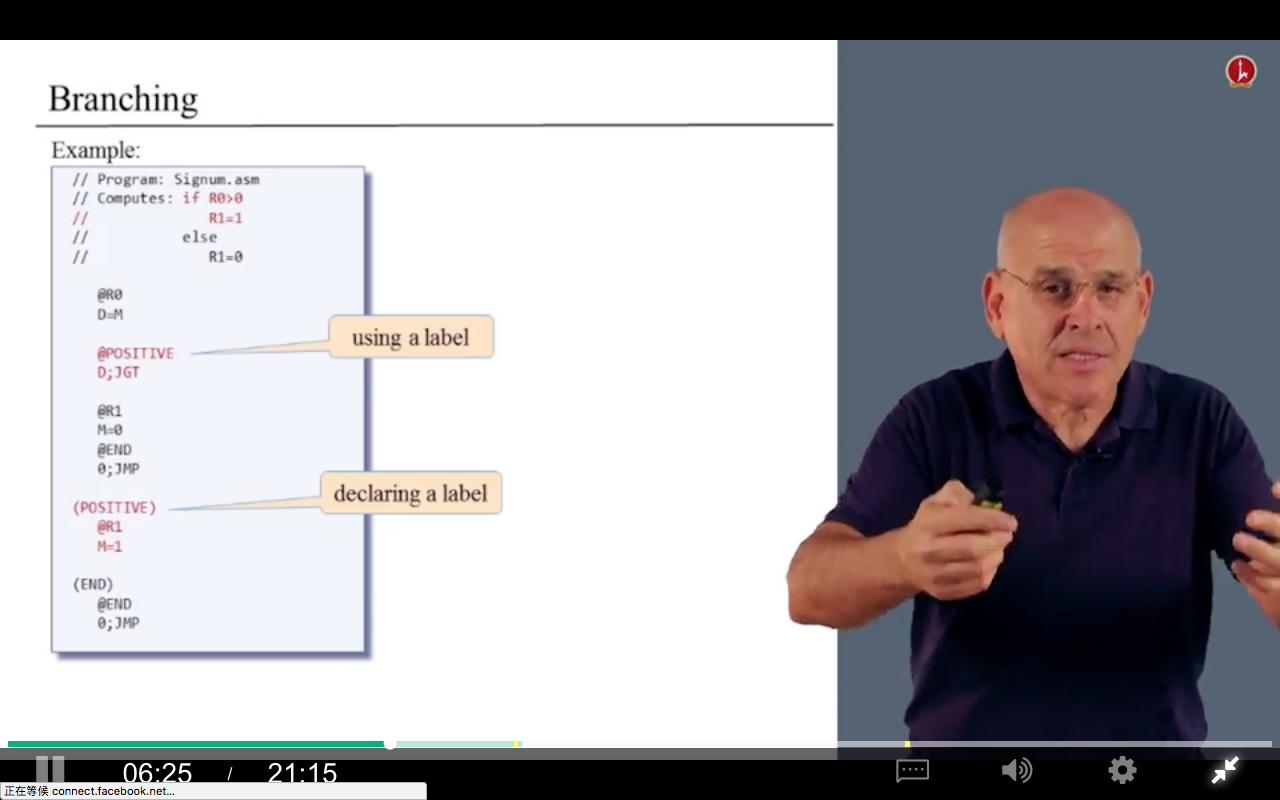 Branching
Example:
// Program: Signum.asm
// Computes: if R0>0
// R1=1
// else
// R1=0
@R0
D=M
@POSITIVE
D;JGT
using a label
@R1
M=0
@END
0;JMP
(POSITIVE)
declaring a label
@R1
M=1
(END)
@END
0;JMP
06:25 / 21:15
正在等候 connect.facebook.net...